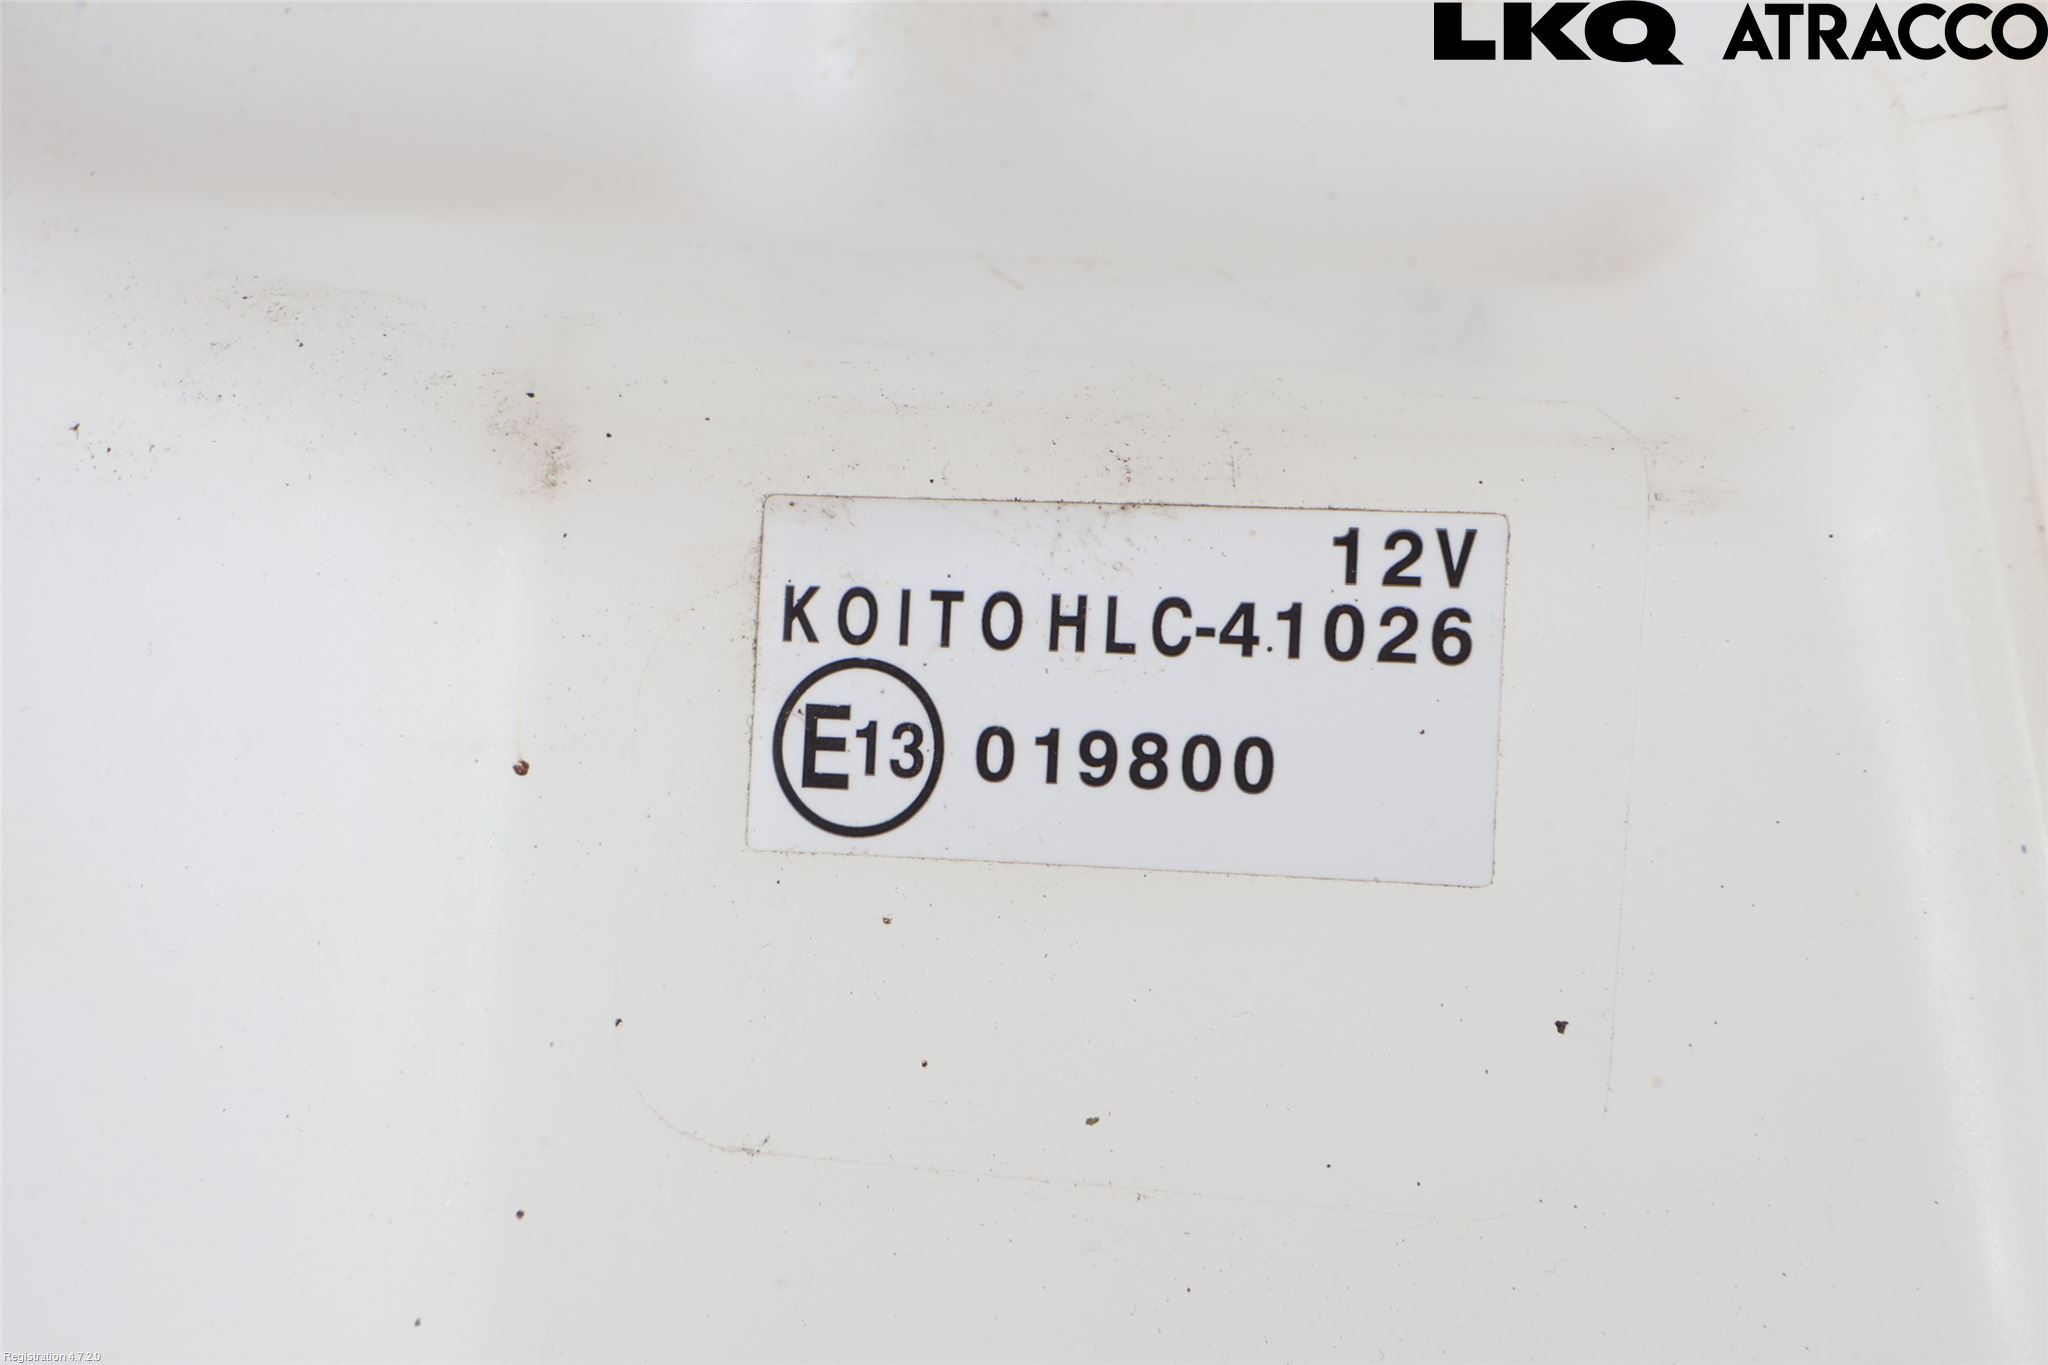 LKQ ATRACCO
12V
KOITO HLC-41026
E13 019800
Registration 4.7.2.0